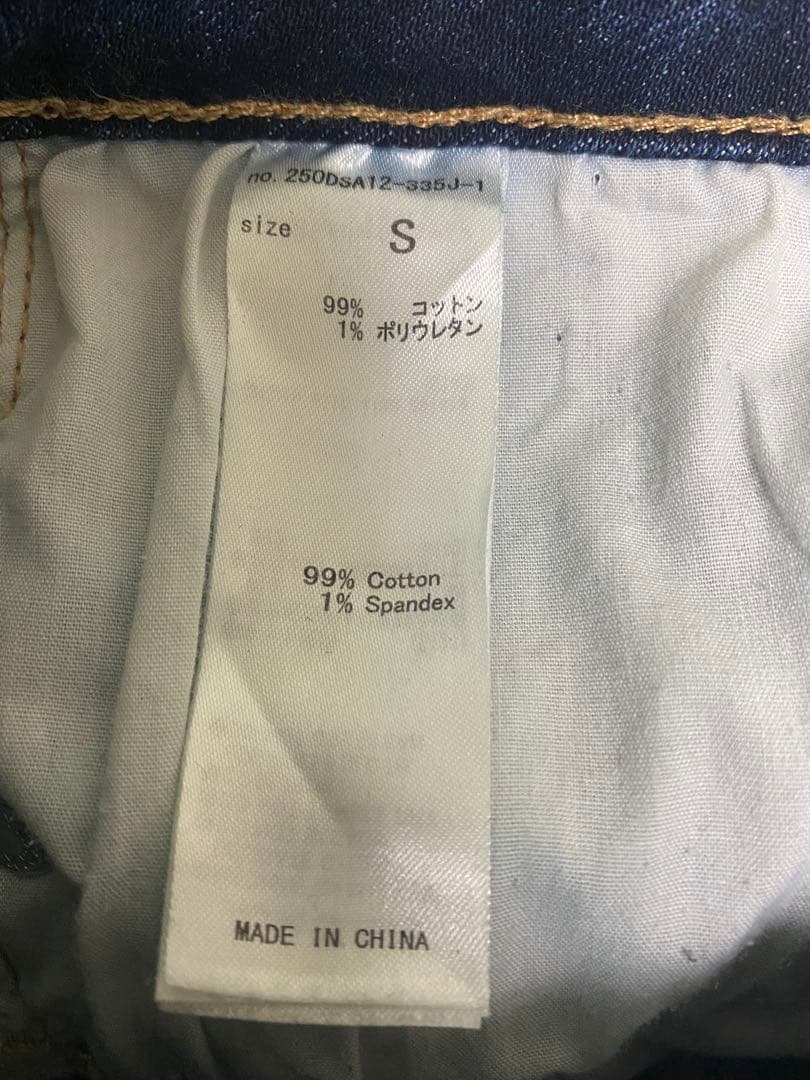 no. 250DSA12-335J-1
size S
99% コットン
1% ポリウレタン
99% Cotton
1% Spandex
MADE IN CHINA